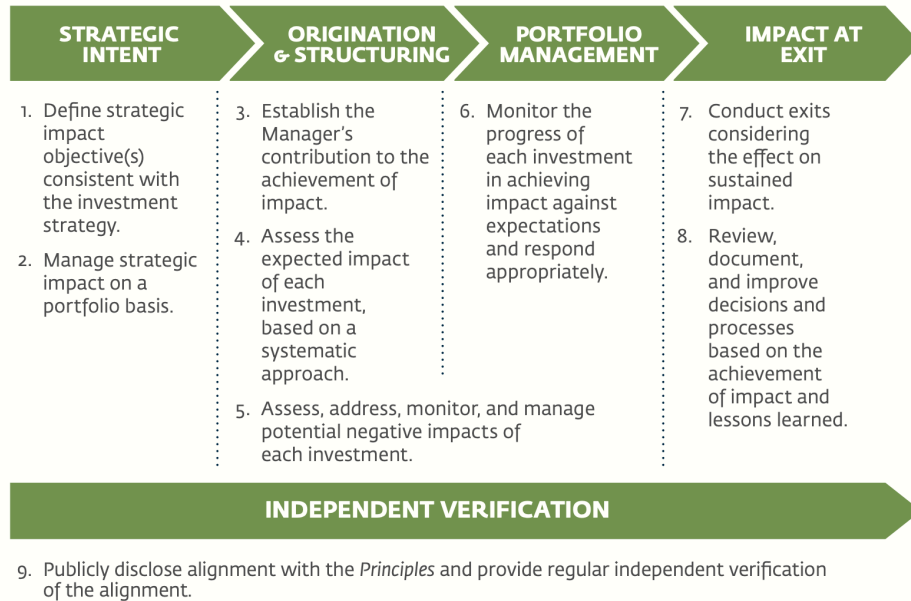 STRATEGIC
INTENT
1. Define strategic
impact
objective(s)
consistent with
the investment
strategy.
2. Manage strategic
impact on a
portfolio basis.
ORIGINATION
& STRUCTURING
3. Establish the
Manager's
contribution to the
achievement of
impact.
4. Assess the
expected impact
of each
investment,
based on a
systematic
approach.
PORTFOLIO
MANAGEMENT
6. Monitor the
progress of
each investment
in achieving
impact against
expectations
and respond
appropriately.
5. Assess, address, monitor, and manage
potential negative impacts of
each investment.
IMPACT AT
EXIT
7. Conduct exits
considering
the effect on
sustained
impact.
8. Review,
document,
and improve
decisions and
processes
based on the
achievement
of impact and
lessons learned.
INDEPENDENT VERIFICATION
9. Publicly disclose alignment with the Principles and provide regular independent verification
of the alignment.